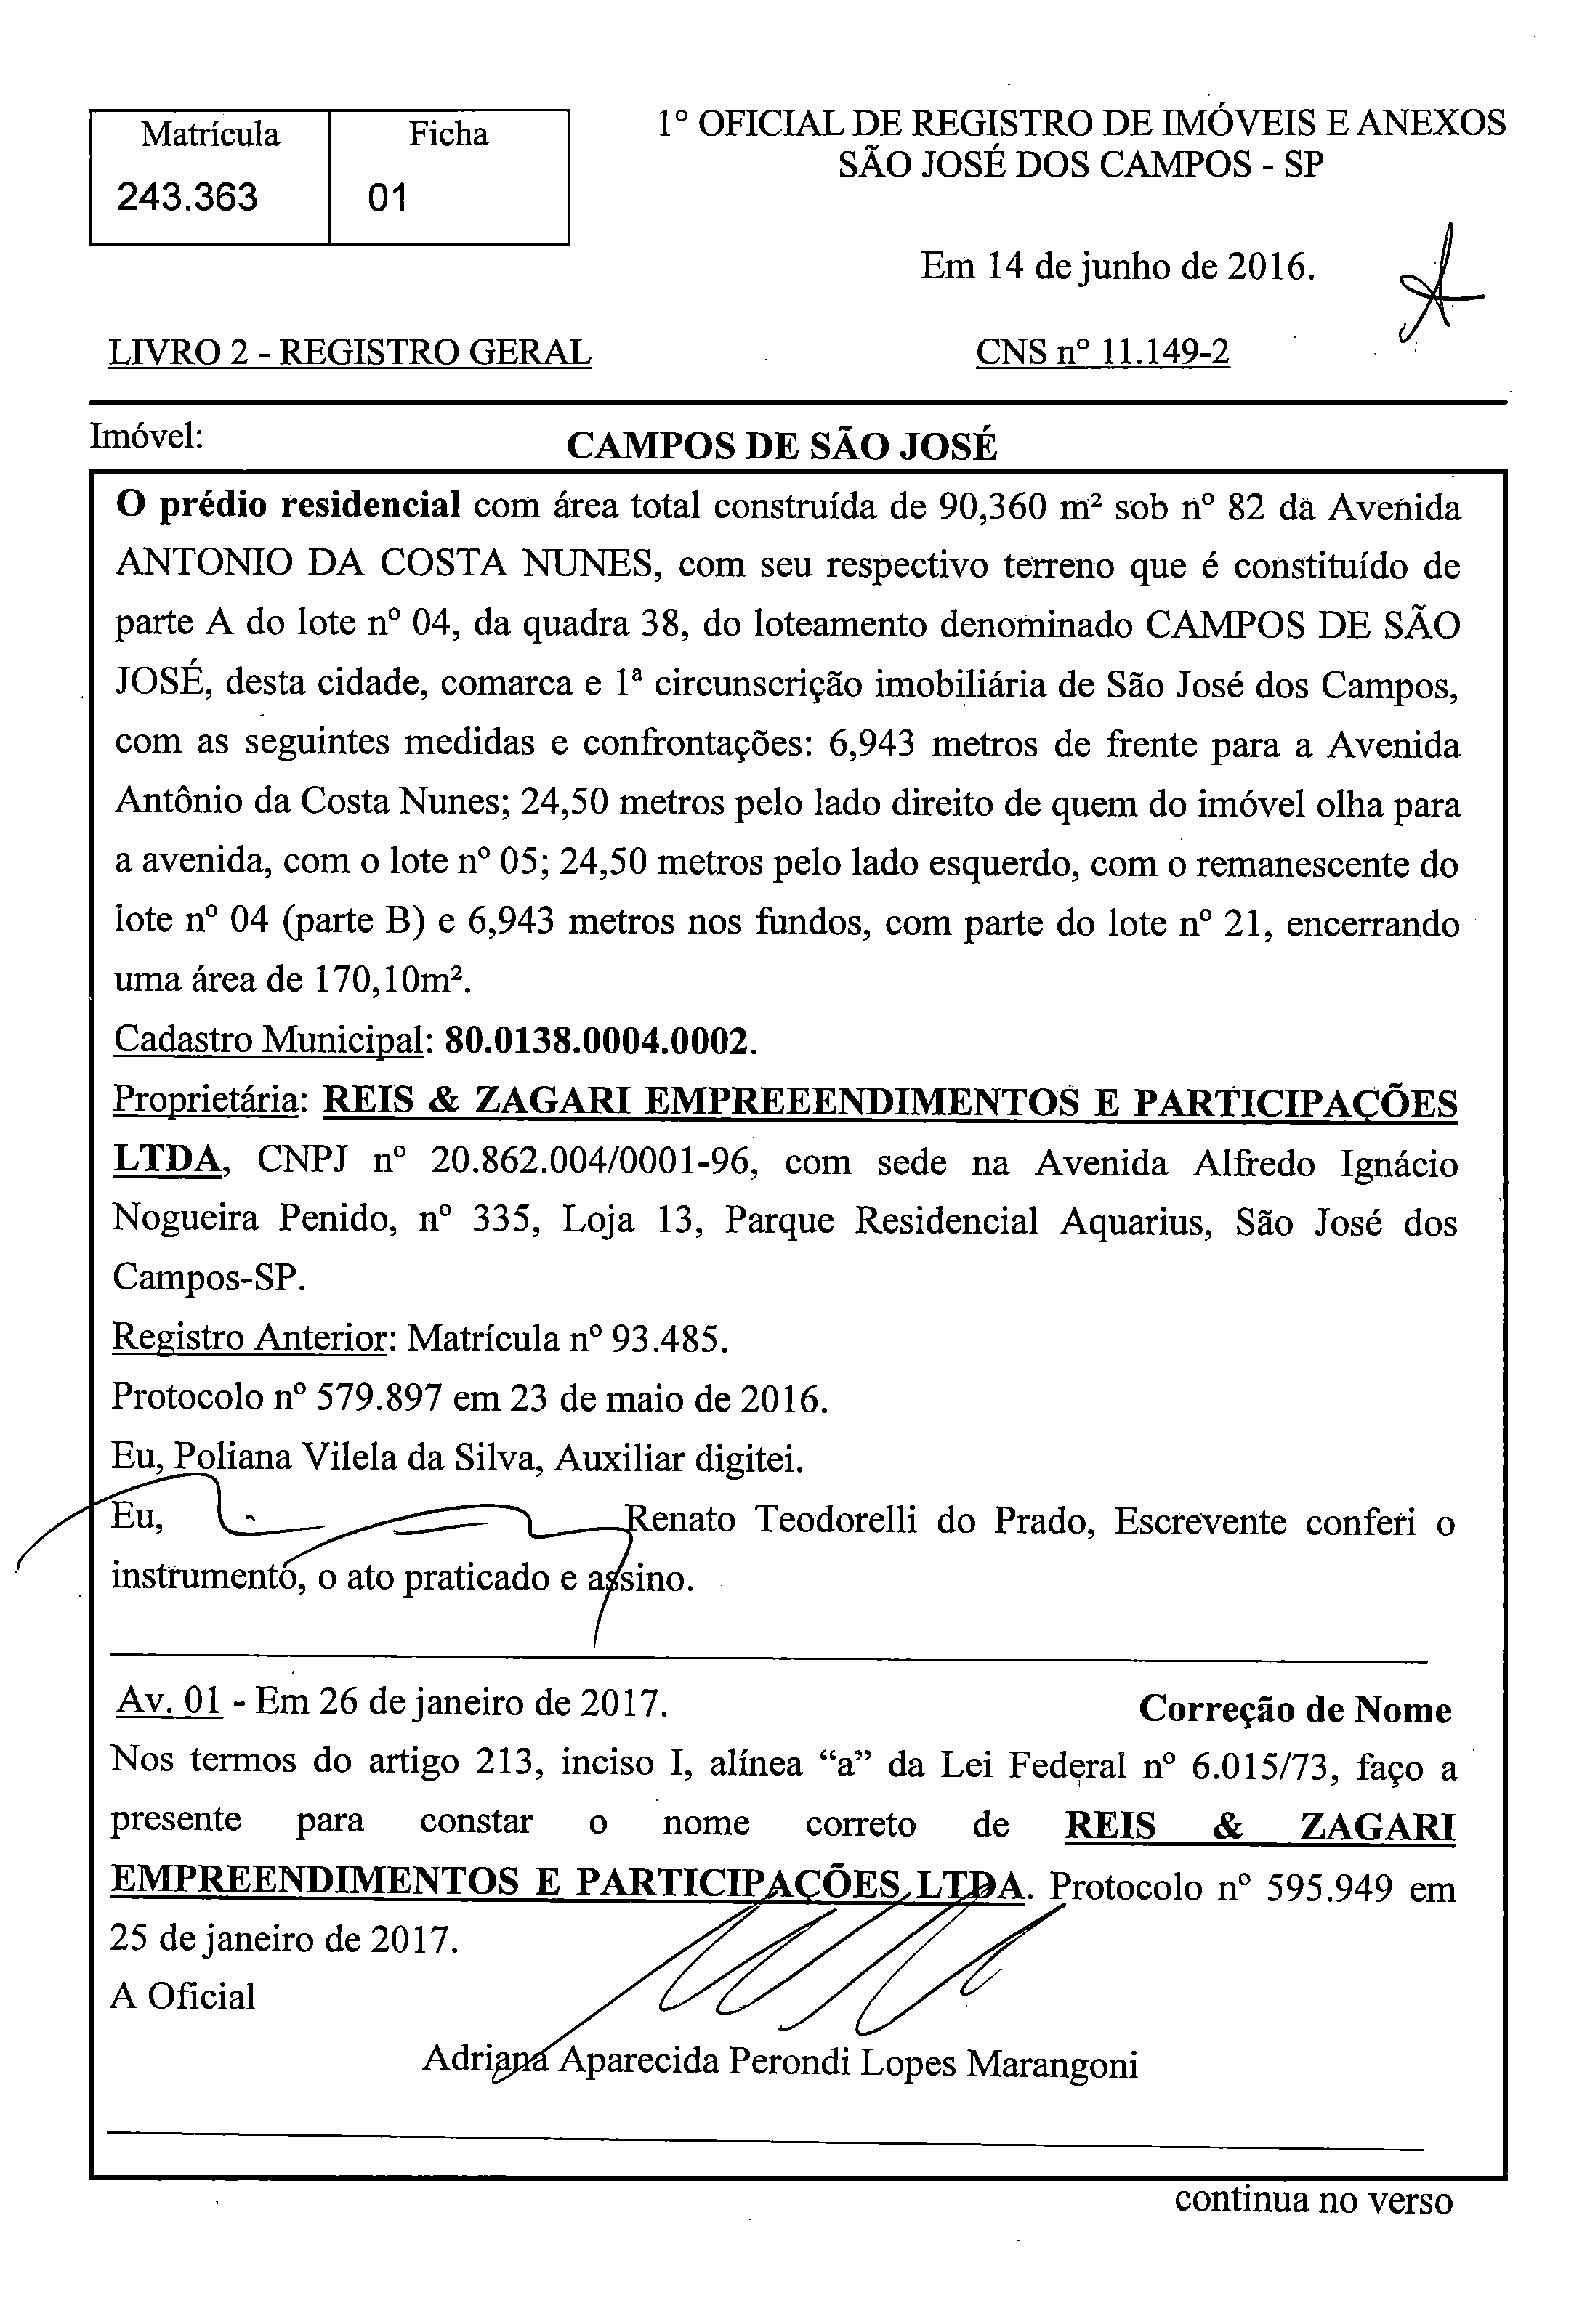 Matrícula
Ficha
243.363
01
1º OFICIAL DE REGISTRO DE IMÓVEIS E ANEXOS
SÃO JOSÉ DOS CAMPOS - SP
Em 14 de junho de 2016.
LIVRO 2 - REGISTRO GERAL
CNS nº 11.149-2
Imóvel:
CAMPOS DE SÃO JOSÉ
O prédio residencial com área total construída de 90,360 m² sob nº 82 da Avenida
ANTONIO DA COSTA NUNES, com seu respectivo terreno que é constituído de
parte A do lote nº 04, da quadra 38, do loteamento denominado CAMPOS DE SÃO
JOSÉ, desta cidade, comarca e 1ª circunscrição imobiliária de São José dos Campos,
com as seguintes medidas e confrontações: 6,943 metros de frente para a Avenida
Antônio da Costa Nunes; 24,50 metros pelo lado direito de quem do imóvel olha para
a avenida, com o lote nº 05; 24,50 metros pelo lado esquerdo, com o remanescente do
lote nº 04 (parte B) e 6,943 metros nos fundos, com parte do lote nº 21, encerrando
uma área de 170,10m².
Cadastro Municipal: 80.0138.0004.0002.
Proprietária: REIS & ZAGARI EMPREEENDIMENTOS E PARTICIPAÇÕES
LTDA, CNPJ nº 20.862.004/0001-96, com sede na Avenida Alfredo Ignácio
Nogueira Penido, nº 335, Loja 13, Parque Residencial Aquarius, São José dos
Campos-SP.
Registro Anterior: Matrícula nº 93.485.
Protocolo nº 579.897 em 23 de maio de 2016.
Eu, Poliana Vilela da Silva, Auxiliar digitei.
Eu, Renato Teodorelli do Prado, Escrevente conferi o
instrumento, o ato praticado e assino.
Av. 01 - Em 26 de janeiro de 2017. Correção de Nome
Nos termos do artigo 213, inciso I, alínea “a” da Lei Federal nº 6.015/73, faço a
presente para constar o nome correto de REIS & ZAGARI
EMPREENDIMENTOS E PARTICIPAÇÕES LTDA. Protocolo nº 595.949 em
25 de janeiro de 2017.
A Oficial
Adriana Aparecida Perondi Lopes Marangoni
continua no verso